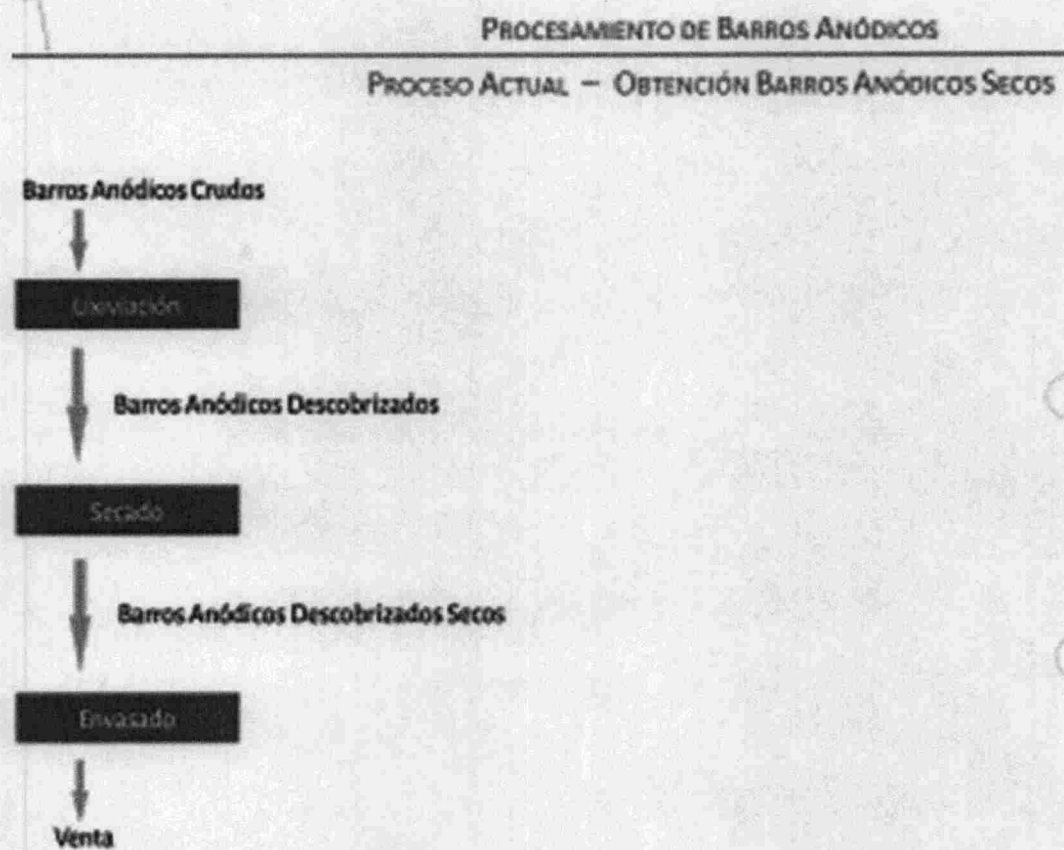 PROCESAMIENTO DE BARROS ANÓDICOS
PROCESO ACTUAL – OBTENCIÓN BARROS ANÓDICOS SECOS
Barros Anódicos Crudos
Lixiviación
Barros Anódicos Descobrizados
Secado
Barros Anódicos Descobrizados Secos
Envasado
Venta